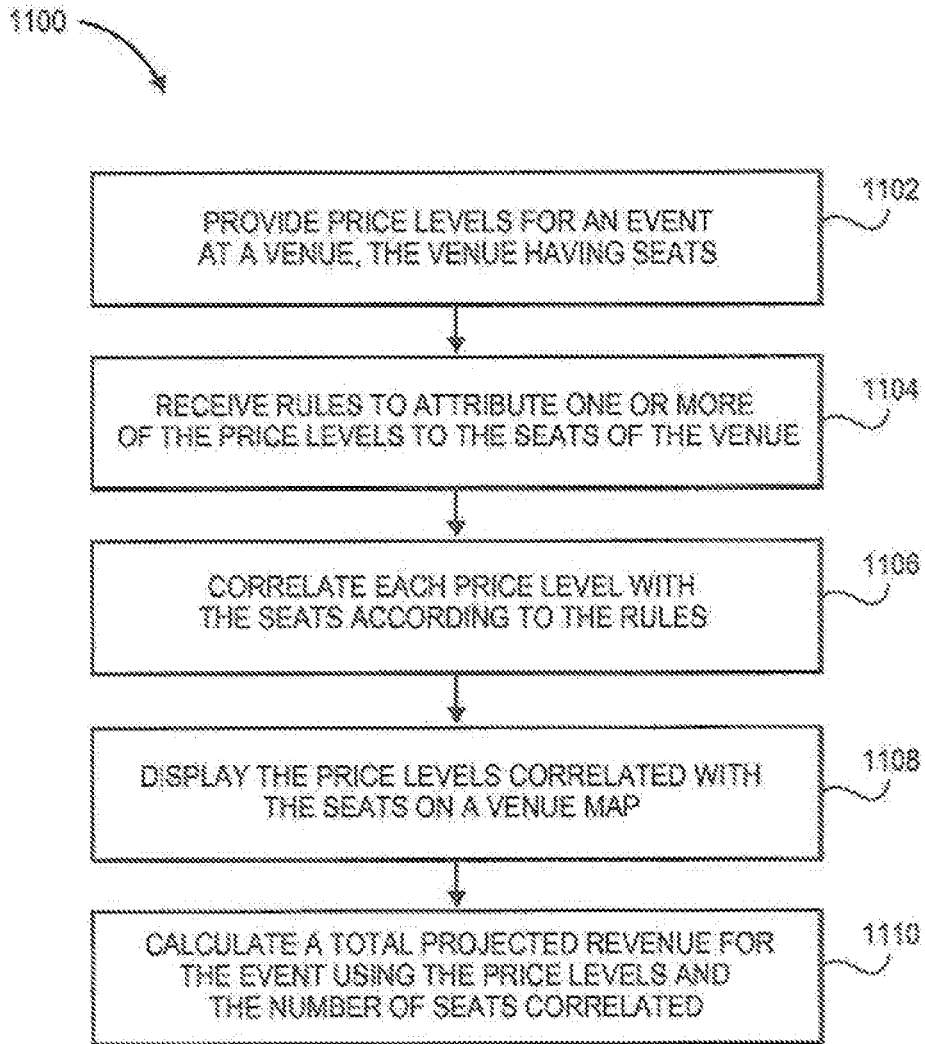 1100
PROVIDE PRICE LEVELS FOR AN EVENT
AT A VENUE, THE VENUE HAVING SEATS
1102
RECEIVE RULES TO ATTRIBUTE ONE OR MORE
OF THE PRICE LEVELS TO THE SEATS OF THE VENUE
1104
CORRELATE EACH PRICE LEVEL WITH
THE SEATS ACCORDING TO THE RULES
1106
DISPLAY THE PRICE LEVELS CORRELATED WITH
THE SEATS ON A VENUE MAP
1108
CALCULATE A TOTAL PROJECTED REVENUE FOR
THE EVENT USING THE PRICE LEVELS AND
THE NUMBER OF SEATS CORRELATED
1110